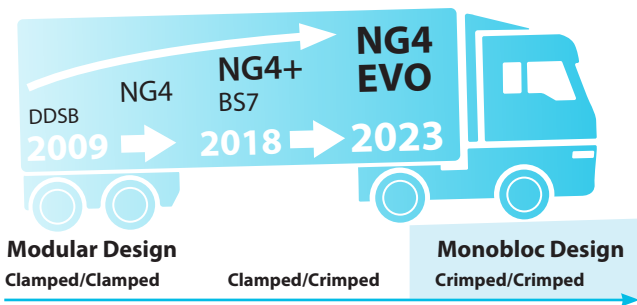 NG4
EVO
NG4+
NG4
BS7
DDSB
2009
2018
2023
Modular Design
Monobloc Design
Clamped/Clamped
Clamped/Crimped
Crimped/Crimped